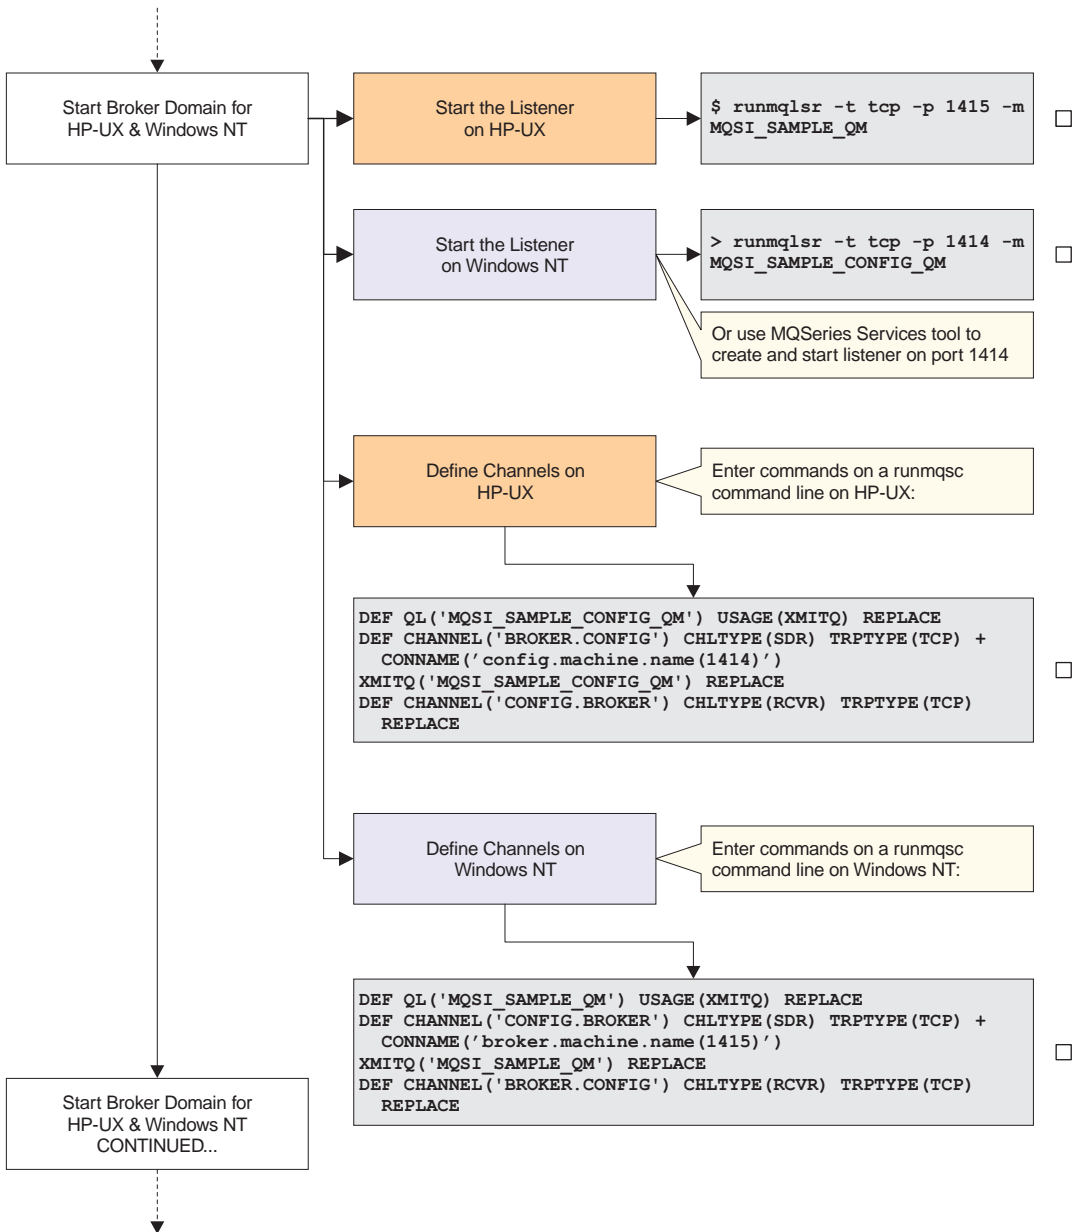 Start Broker Domain for
HP-UX & Windows NT
Start the Listener
on HP-UX
$ runmqlsr -t tcp -p 1415 -m
MQSI_SAMPLE_QM
Start the Listener
on Windows NT
> runmqlsr -t tcp -p 1414 -m
MQSI_SAMPLE_CONFIG_QM
Or use MQSeries Services tool to
create and start listener on port 1414
Define Channels on
HP-UX
Enter commands on a runmqsc
command line on HP-UX:
DEF QL('MQSI_SAMPLE_CONFIG_QM') USAGE(XMITQ) REPLACE
DEF CHANNEL('BROKER.CONFIG') CHLTYPE(SDR) TRPTYPE(TCP) +
CONNAME(’config.machine.name(1414)’)
XMITQ('MQSI_SAMPLE_CONFIG_QM') REPLACE
DEF CHANNEL('CONFIG.BROKER') CHLTYPE(RCVR) TRPTYPE(TCP)
REPLACE
Define Channels on
Windows NT
Enter commands on a runmqsc
command line on Windows NT:
DEF QL('MQSI_SAMPLE_QM') USAGE(XMITQ) REPLACE
DEF CHANNEL('CONFIG.BROKER') CHLTYPE(SDR) TRPTYPE(TCP) +
CONNAME(’broker.machine.name(1415)’)
XMITQ('MQSI_SAMPLE_QM') REPLACE
DEF CHANNEL('BROKER.CONFIG') CHLTYPE(RCVR) TRPTYPE(TCP)
REPLACE
Start Broker Domain for
HP-UX & Windows NT
CONTINUED...